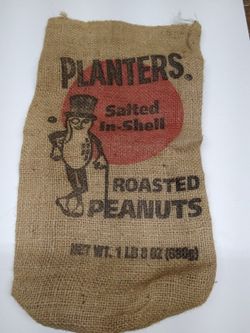 PLANTERS®
Salted
In-Shell
ROASTED
PEANUTS
NET WT. 1 LB 8 OZ (680g)